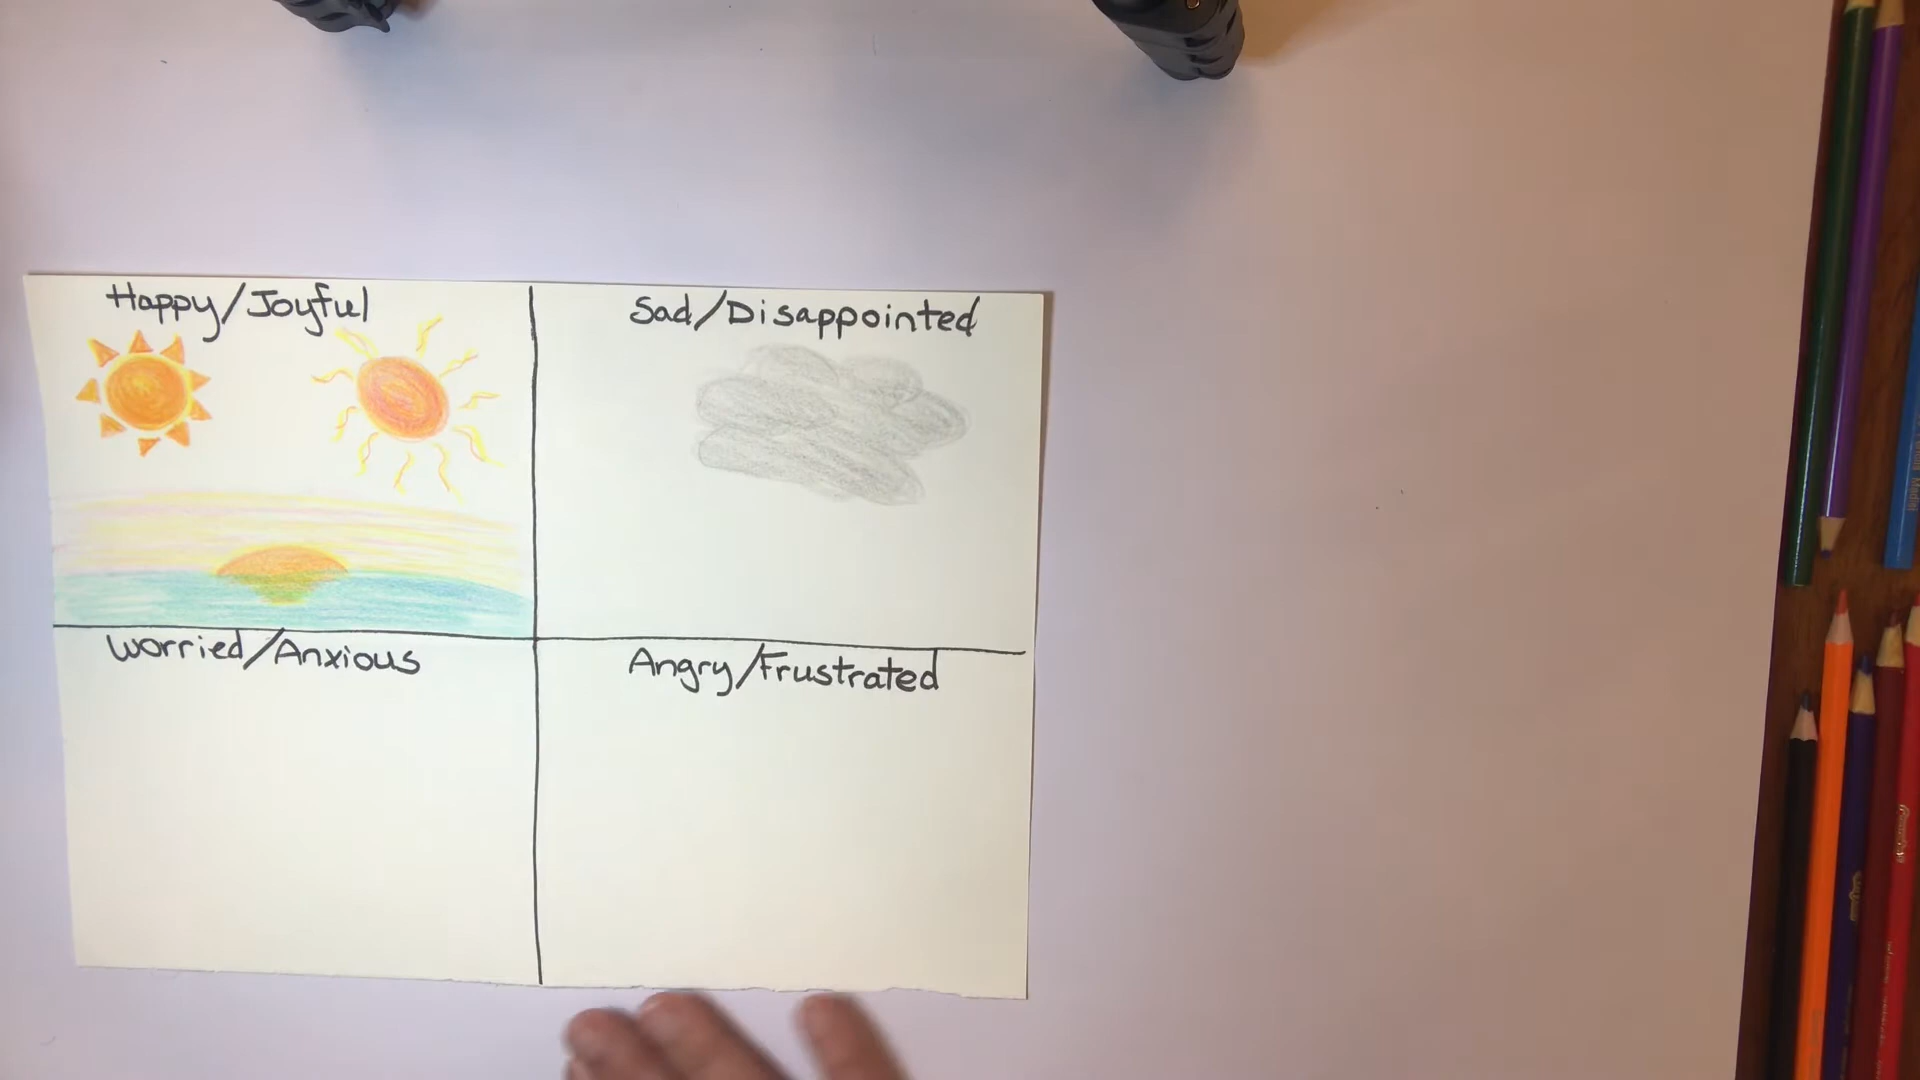 Happy/Joyful
Sad/Disappointed
Worried/Anxious
Angry/Frustrated